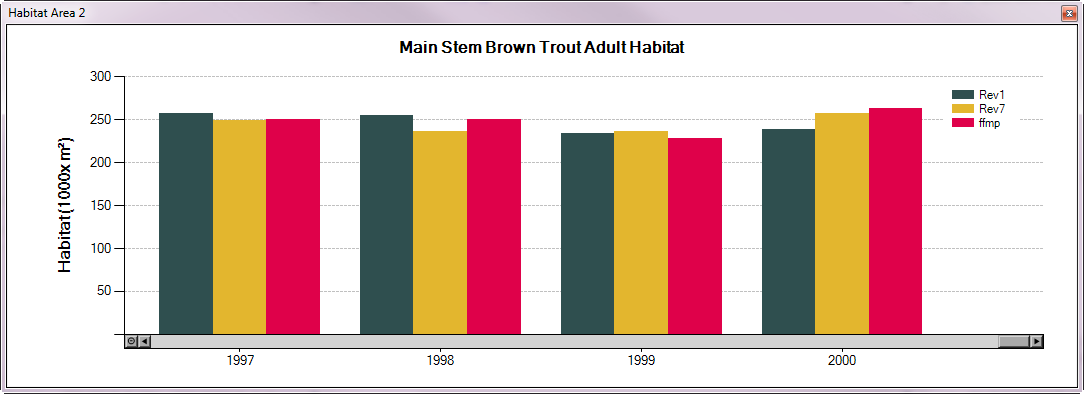 Habitat Area 2
Main Stem Brown Trout Adult Habitat
300
250
200
150
100
50
Habitat(1000x m²)
Rev1
Rev7
ffmp
1997 1998 1999 2000